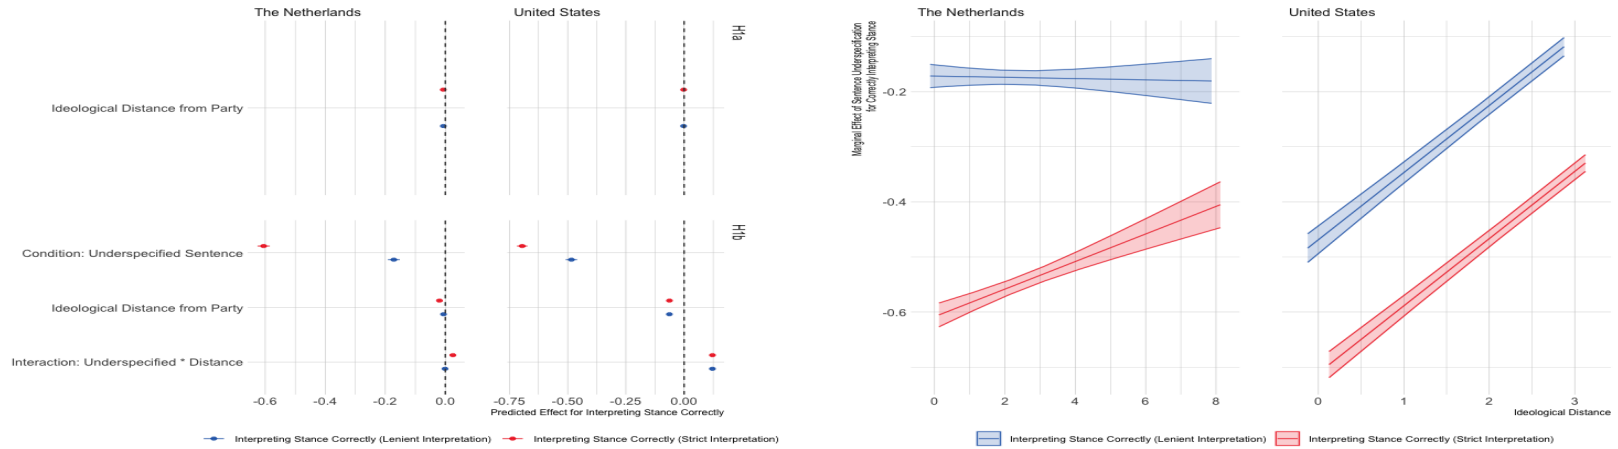 The Netherlands
United States
H1a
Ideological Distance from Party
H1b
Condition: Underspecified Sentence
Ideological Distance from Party
Interaction: Underspecified * Distance
-0.6
-0.4
-0.2
0.0
-0.75
-0.50
-0.25
0.00
Predicted Effect for Interpreting Stance Correctly
Interpreting Stance Correctly (Lenient Interpretation)
Interpreting Stance Correctly (Strict Interpretation)
The Netherlands
United States
Marginal Effect of Sentence Underspecification
for Correctly Interpreting Stance
-0.2
-0.4
-0.6
0
2
4
6
8
0
1
2
3
Ideological Distance
Interpreting Stance Correctly (Lenient Interpretation)
Interpreting Stance Correctly (Strict Interpretation)